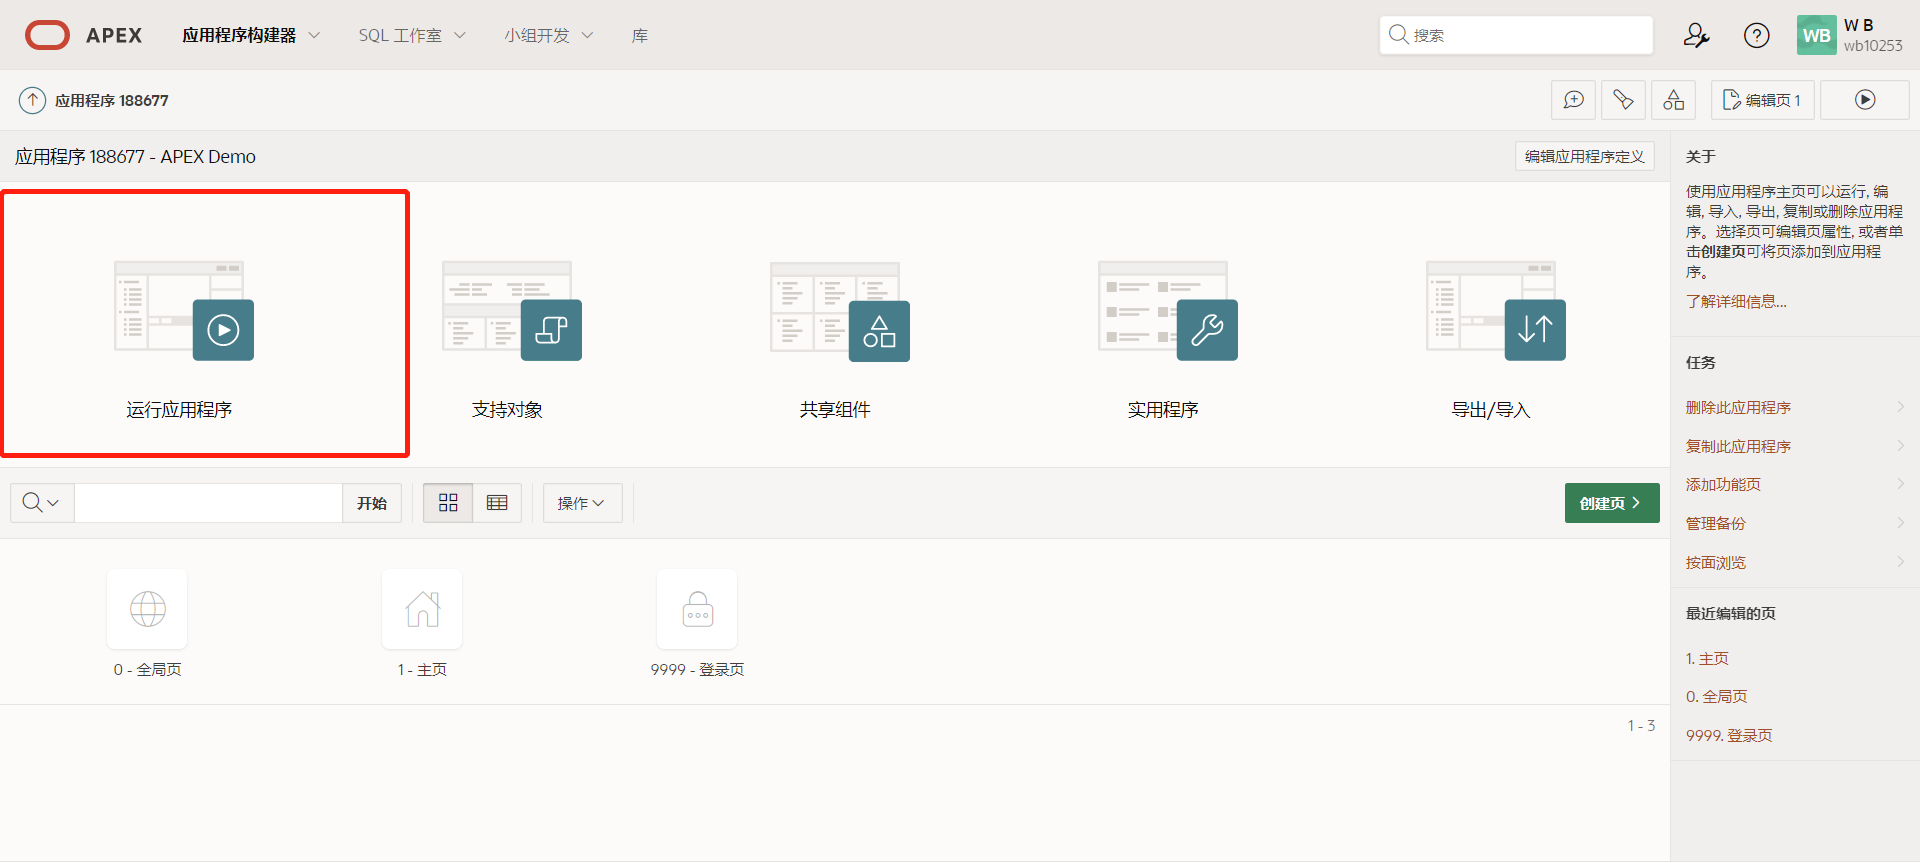 APEX
应用程序构建器
SQL 工作室
小组开发
库
搜索
WB
W B
wb10253
应用程序 188677
编辑页 1
应用程序 188677 - APEX Demo
编辑应用程序定义
运行应用程序
支持对象
共享组件
实用程序
导出/导入
开始
操作
创建页
0 - 全局页
1 - 主页
9999 - 登录页
1 - 3
关于
使用应用程序主页可以运行, 编
辑, 导入, 导出, 复制或删除应用程
序。选择页可编辑页属性, 或者单
击创建页可将页添加到应用程
序。
了解详细信息...
任务
删除此应用程序
复制此应用程序
添加功能页
管理备份
按面浏览
最近编辑的页
1. 主页
0. 全局页
9999. 登录页